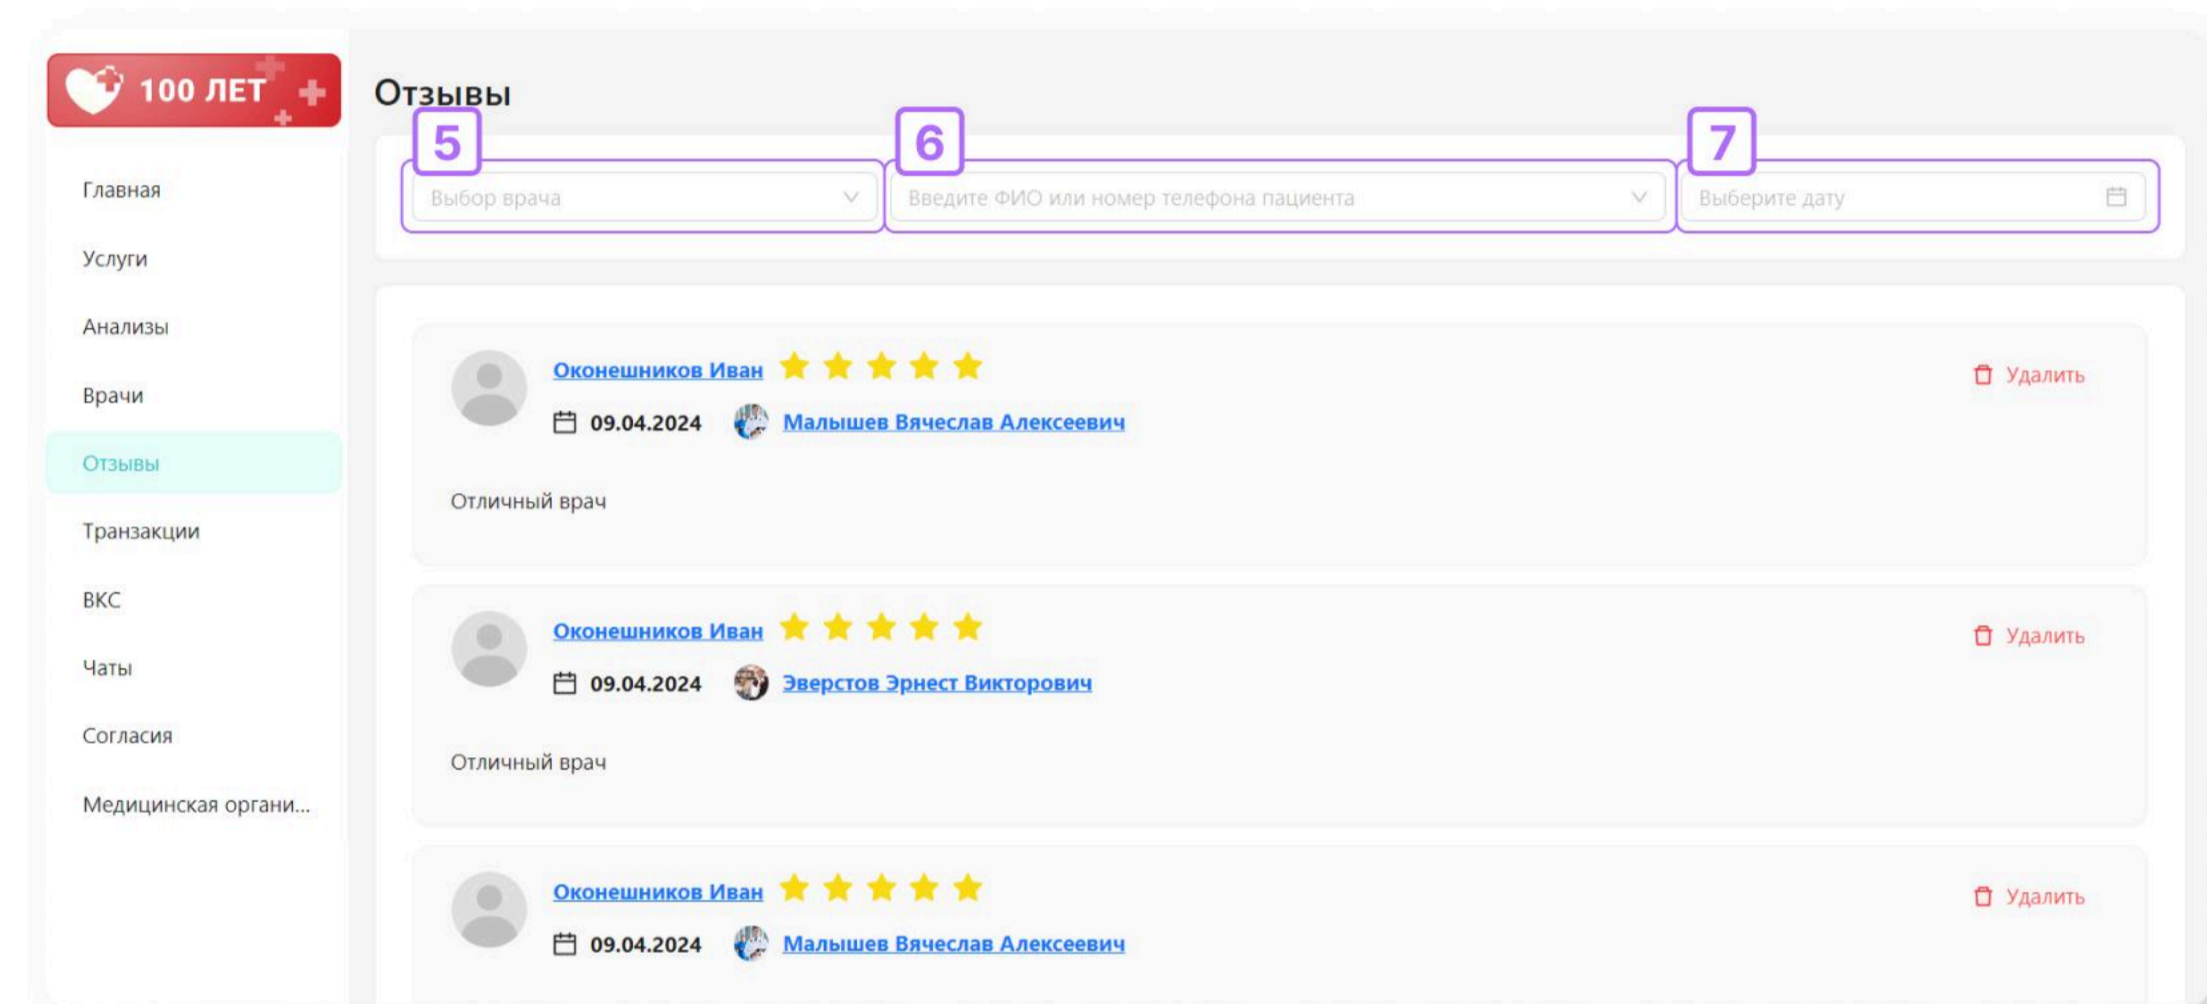 100 ЛЕТ
Главная
Услуги
Анализы
Врачи
Отзывы
Транзакции
ВКС
Чаты
Согласия
Медицинская органи...
Отзывы
5
6
7
Выбор врача
Введите ФИО или номер телефона пациента
Выберите дату
Оконешников Иван
Удалить
09.04.2024 Малышев Вячеслав Алексеевич
Отличный врач
Оконешников Иван
Удалить
09.04.2024 Эверстов Эрнест Викторович
Отличный врач
Оконешников Иван
Удалить
09.04.2024 Малышев Вячеслав Алексеевич